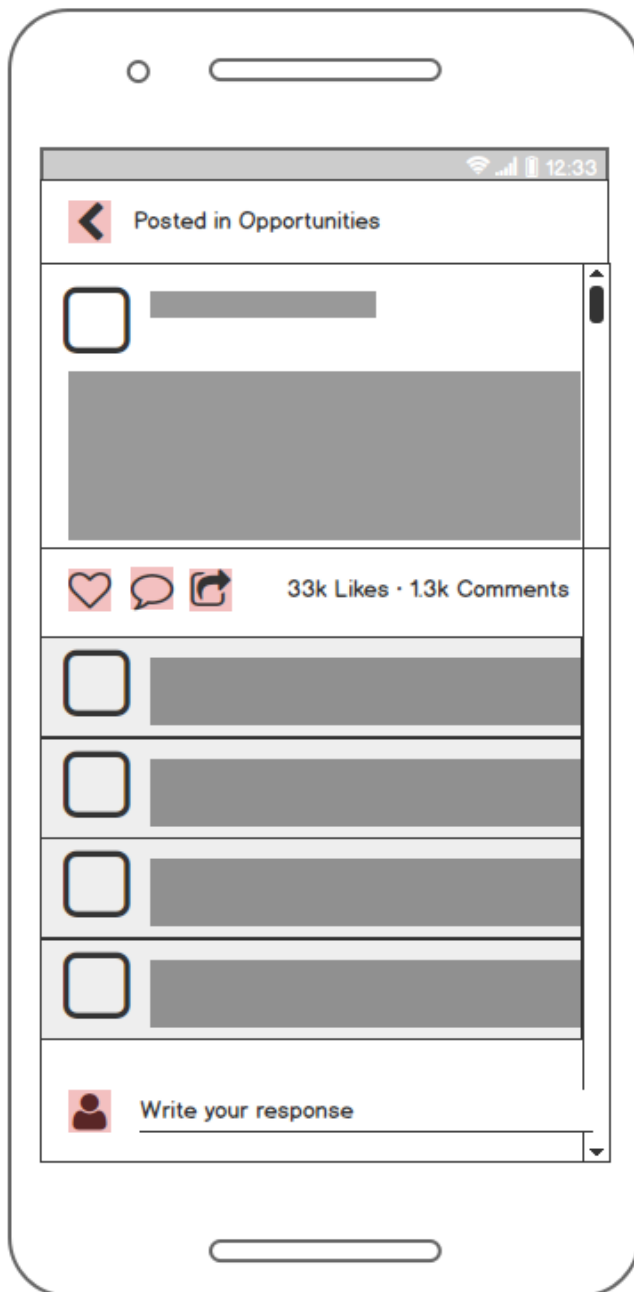 12:33
Posted in Opportunities
33k Likes · 1.3k Comments
Write your response